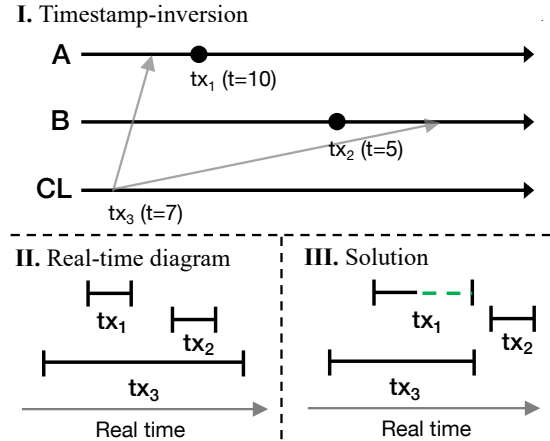 I. Timestamp-inversion
A
tx₁ (t=10)
B
tx₂ (t=5)
CL
tx₃ (t=7)
II. Real-time diagram
tx₁
tx₂
tx₃
Real time
III. Solution
tx₁
tx₂
tx₃
Real time